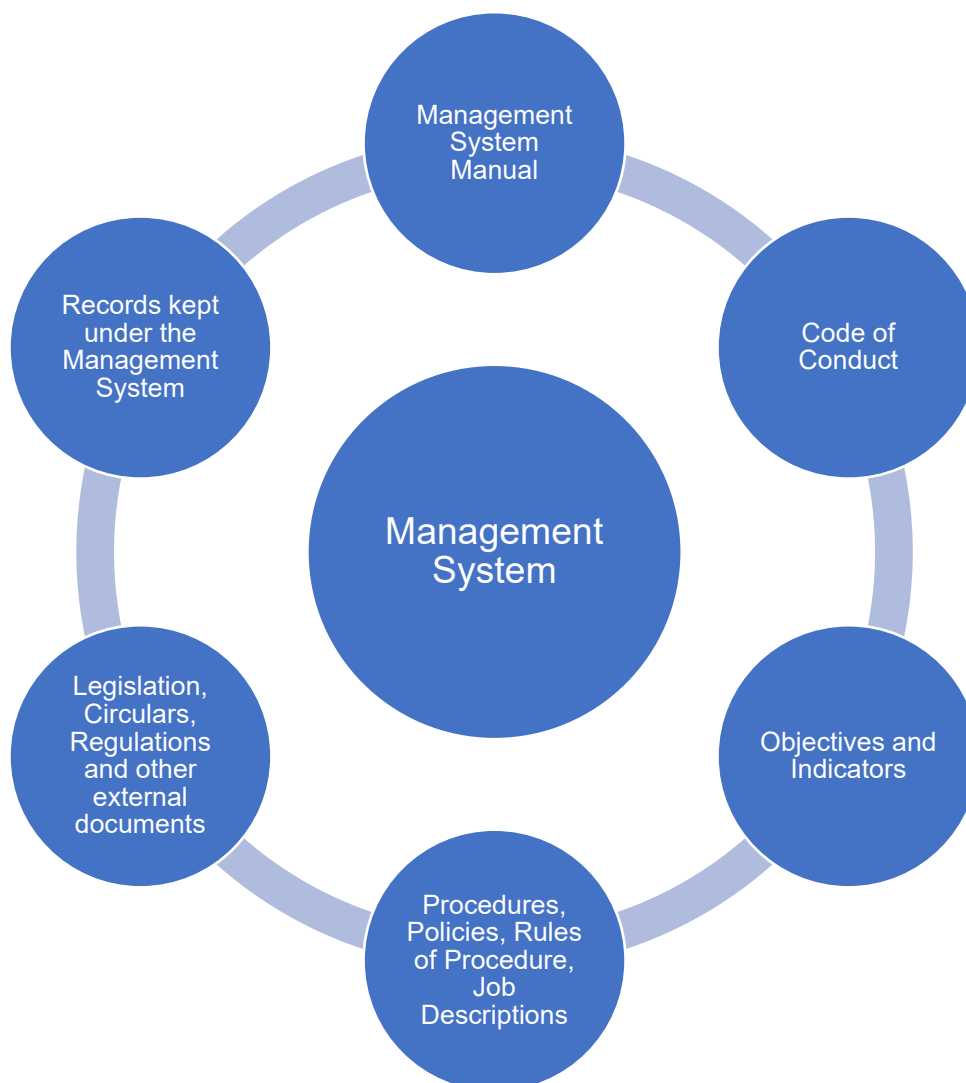 Management
System
Manual
Code of
Conduct
Objectives and
Indicators
Procedures,
Policies, Rules
of Procedure,
Job
Descriptions
Legislation,
Circulars,
Regulations
and other
external
documents
Records kept
under the
Management
System
Management
System